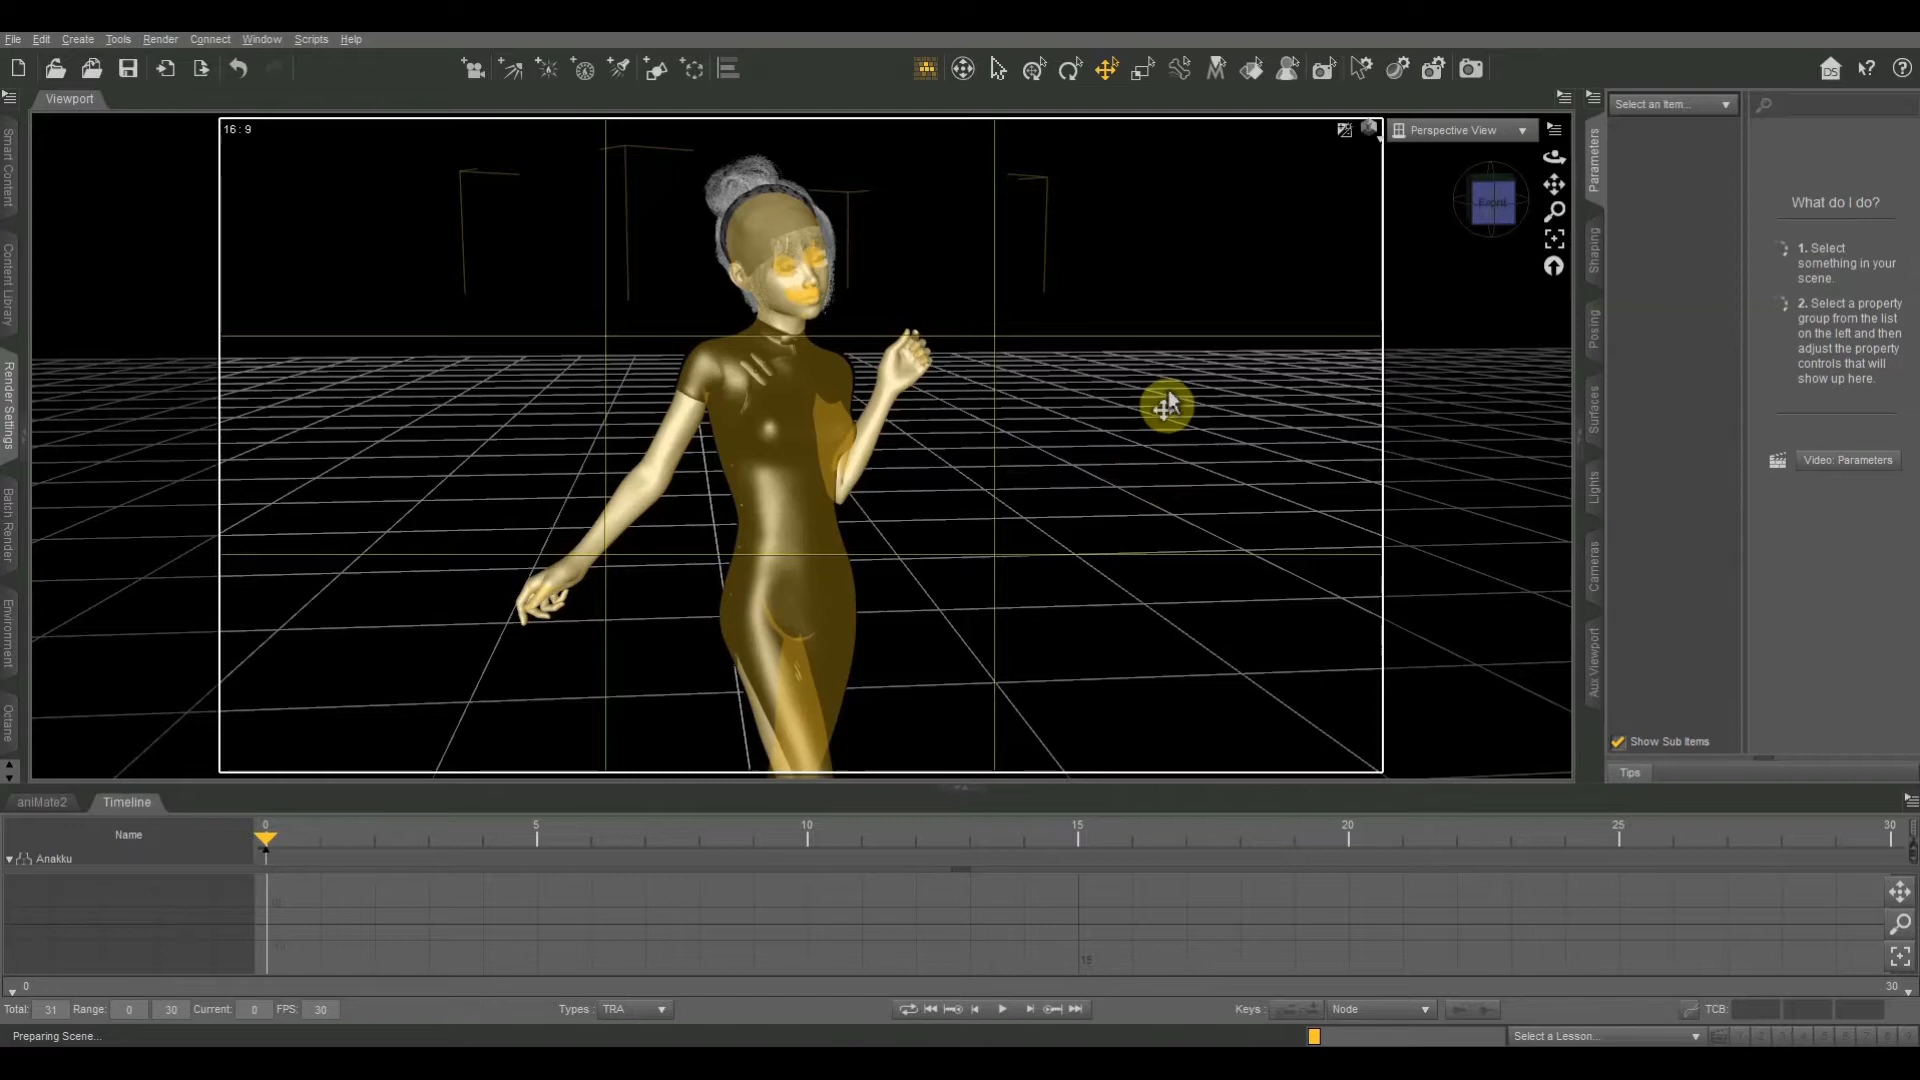 File Edit Create Tools Render Connect Window Scripts Help
Viewport
16 : 9
Perspective View
Front
Smart Content
Content Library
Render Settings
Batch Render
Environment
Octane
Parameters
Shaping
Posing
Surfaces
Lights
Cameras
Aux Viewport
Select an Item...
What do I do?
1. Select
something in your
scene.
2. Select a property
group from the list
on the left and then
adjust the property
controls that will
show up here.
Video: Parameters
Show Sub Items
Tips
aniMate2 Timeline
Name
0 5 10 15 20 25 30
Anakku
15
0 30
Total: 31 Range: 0 30 Current: 0 FPS: 30 Types : TRA Keys : Node TCB:
Preparing Scene... Select a Lesson...